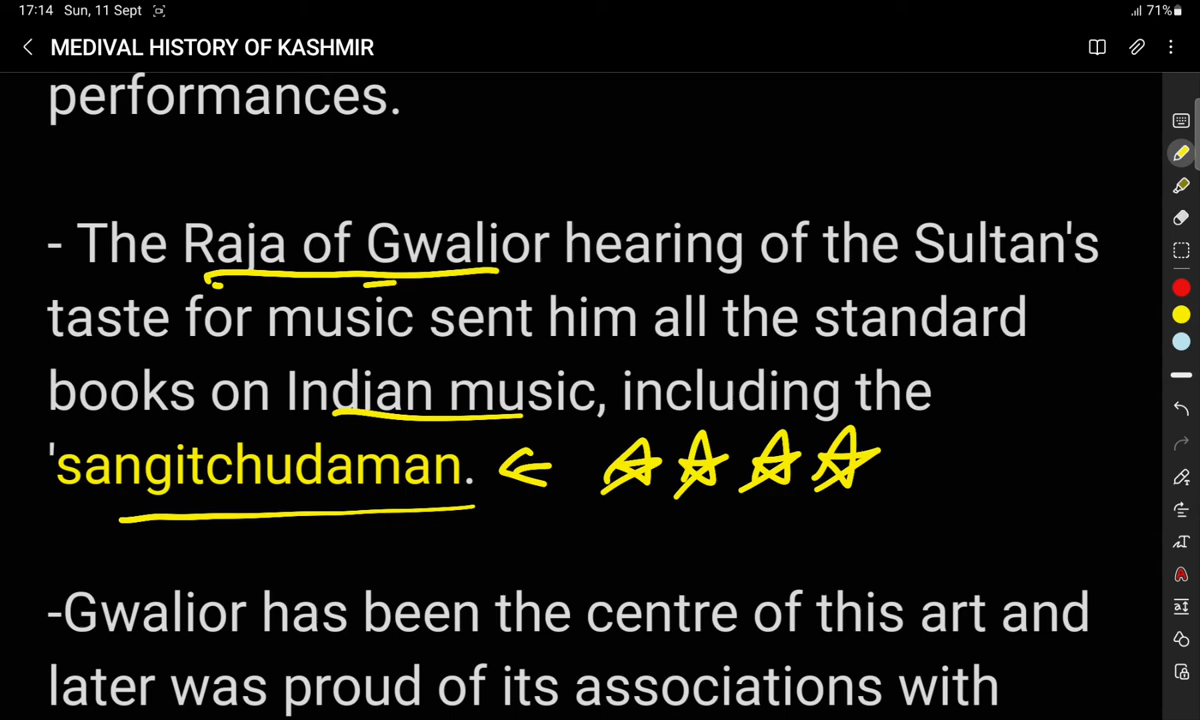 17:14 Sun, 11 Sept 71%
MEDIVAL HISTORY OF KASHMIR
performances.
- The Raja of Gwalior hearing of the Sultan's
taste for music sent him all the standard
books on Indian music, including the
'sangitchudaman.
-Gwalior has been the centre of this art and
later was proud of its associations with